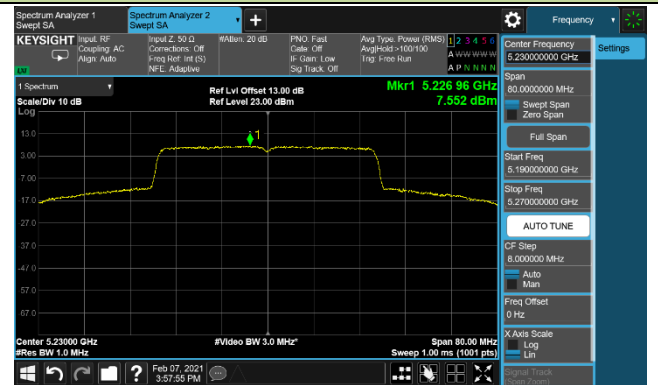 Spectrum Analyzer 1
Swept SA
Spectrum Analyzer 2
Swept SA
Frequency
KEYSIGHT
Input: RF
Coupling: AC
Align: Auto
Input Z: 50 Ω
Corrections: Off
Freq Ref: Int (S)
NFE: Adaptive
#Atten: 20 dB
PNO: Fast
Gate: Off
IF Gain: Low
Sig Track: Off
Avg Type: Power (RMS)
Avg|Hold:>100/100
Trig: Free Run
1 2 3 4 5 6
A W W W W W
A P N N N N
Center Frequency
5.230000000 GHz
Settings
1 Spectrum
Scale/Div 10 dB
Log
Ref Lvl Offset 13.00 dB
Ref Level 23.00 dBm
Mkr1 5.226 96 GHz
7.552 dBm
Span
80.0000000 MHz
Swept Span
Zero Span
Full Span
Start Freq
5.190000000 GHz
Stop Freq
5.270000000 GHz
AUTO TUNE
CF Step
8.000000 MHz
Auto
Man
Freq Offset
0 Hz
X Axis Scale
Log
Lin
Signal Track
(Span Zoom)
1
13.0
3.00
-7.00
-17.0
-27.0
-37.0
-47.0
-57.0
-67.0
Center 5.23000 GHz
#Res BW 1.0 MHz
#Video BW 3.0 MHz*
Span 80.00 MHz
Sweep 1.00 ms (1001 pts)
?
Feb 07, 2021
3:57:55 PM